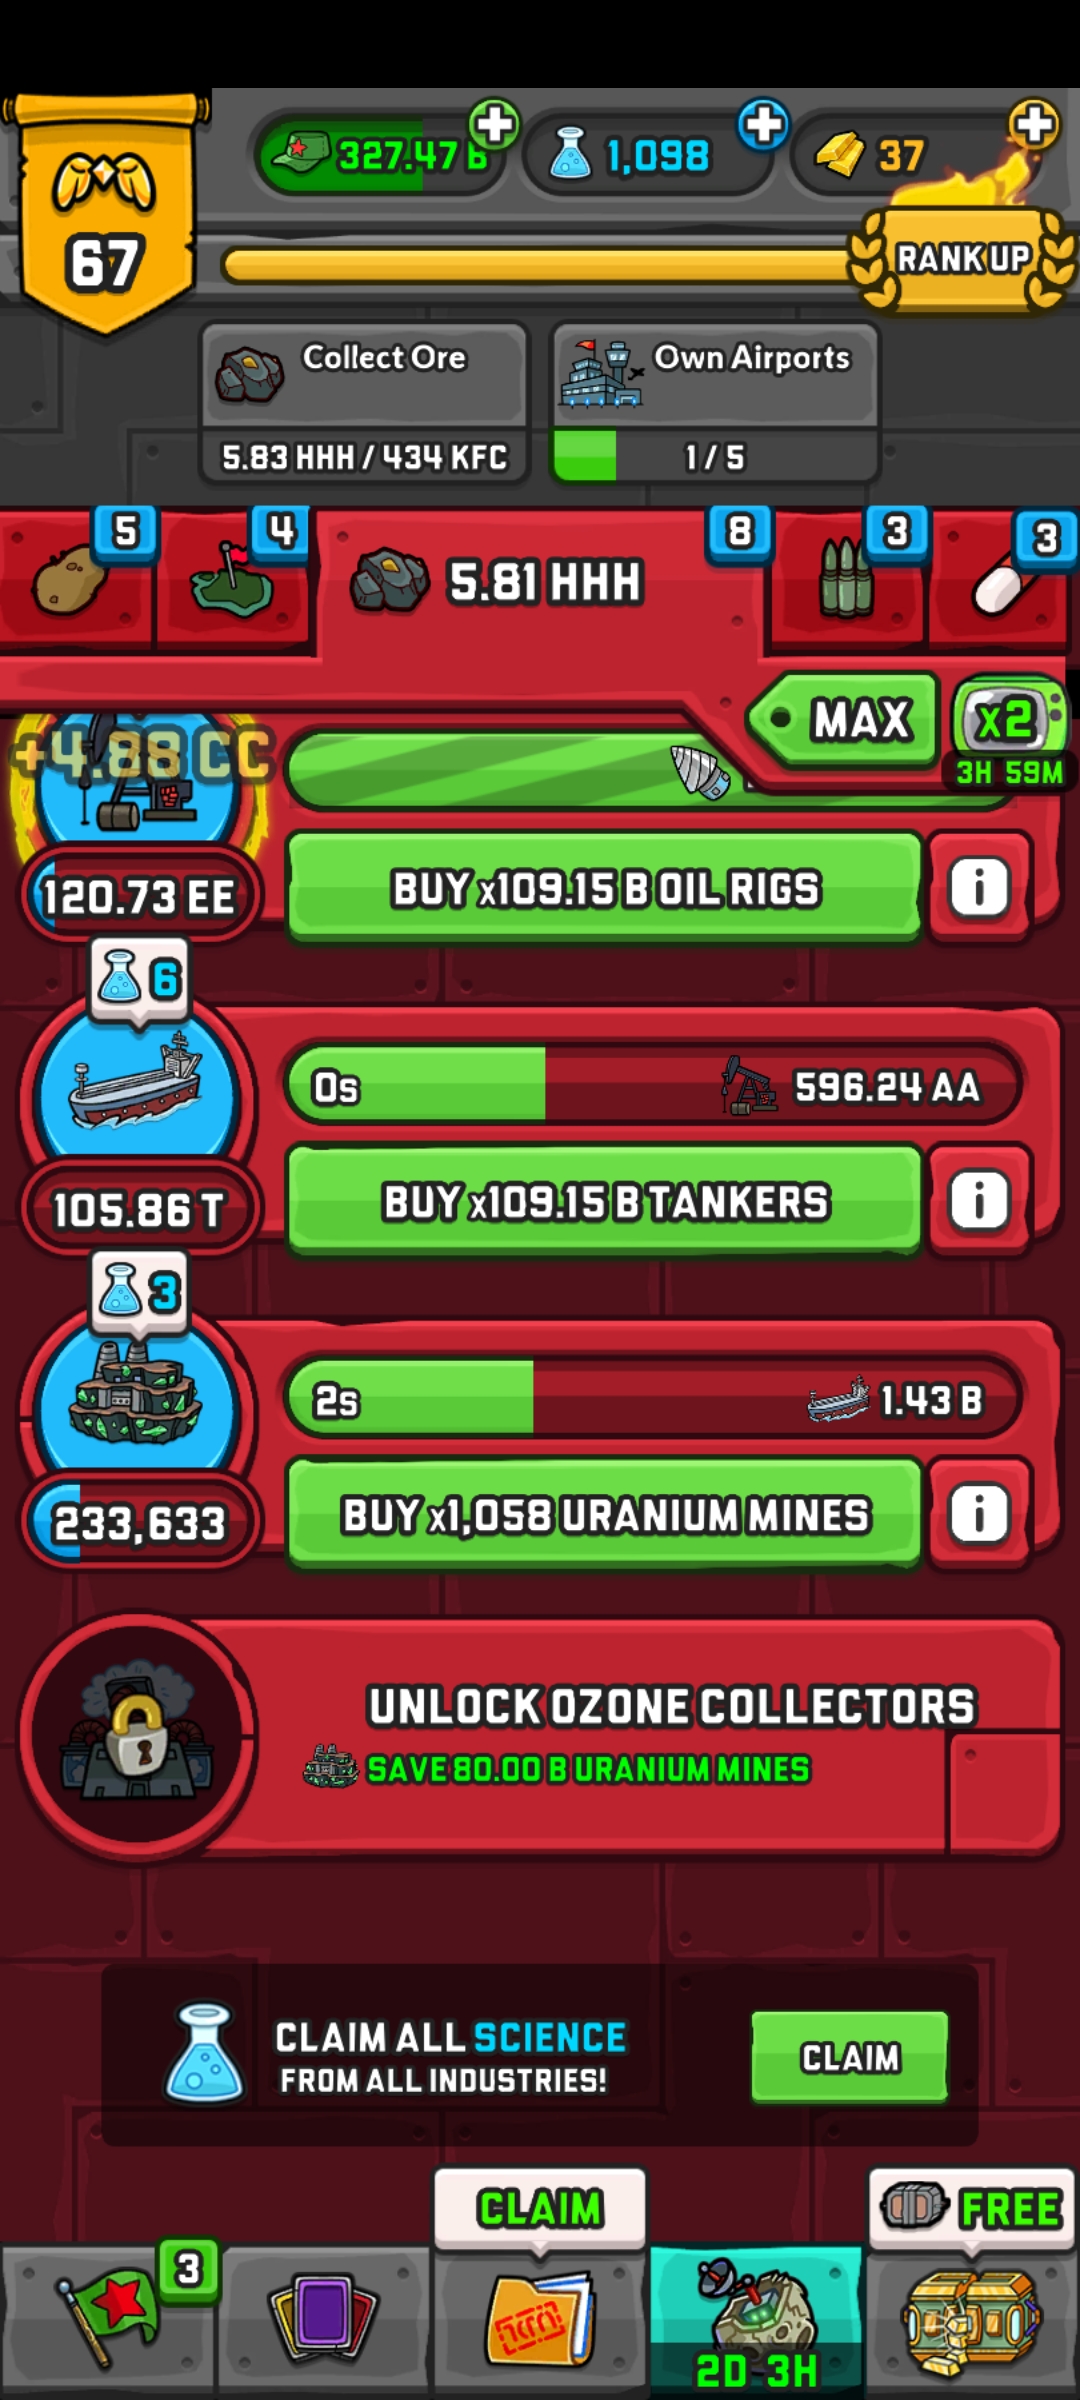 327.47 B
1,098
37
67
RANK UP
Collect Ore
5.83 HHH / 434 KFC
Own Airports
1 / 5
5
4
5.81 HHH
8
3
3
MAX
x2
3H 59M
+4.88 CC
BUY x109.15 B OIL RIGS
i
120.73 EE
6
0s
596.24 AA
BUY x109.15 B TANKERS
i
105.86 T
3
2s
1.43 B
BUY x1,058 URANIUM MINES
i
233,633
UNLOCK OZONE COLLECTORS
SAVE 80.00 B URANIUM MINES
CLAIM ALL SCIENCE
FROM ALL INDUSTRIES!
CLAIM
CLAIM
FREE
3
2D 3H